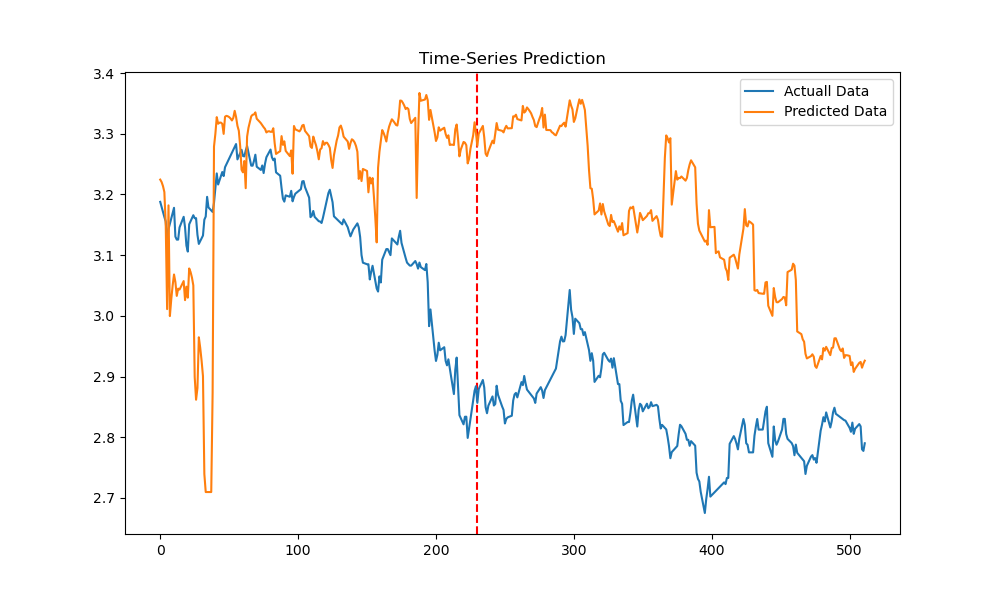 Time-Series Prediction
Actuall Data
Predicted Data
3.4
3.3
3.2
3.1
3.0
2.9
2.8
2.7
0 100 200 300 400 500